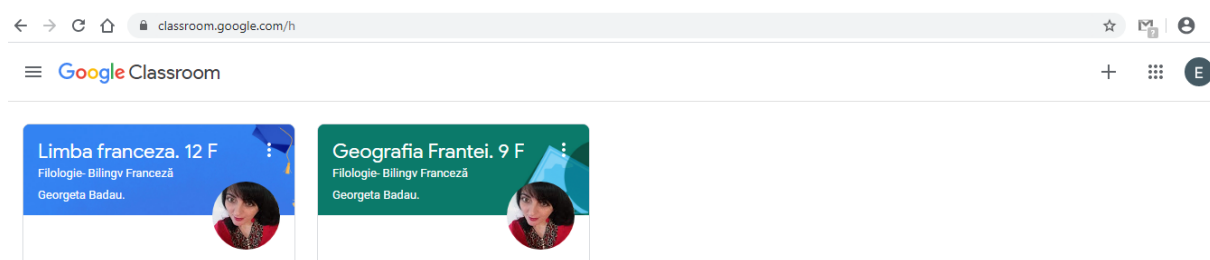 classroom.google.com/h
Google Classroom
E
Limba franceza. 12 F
Filologie- Bilingv Franceză
Georgeta Badau.
Geografia Frantei. 9 F
Filologie- Bilingv Franceză
Georgeta Badau.